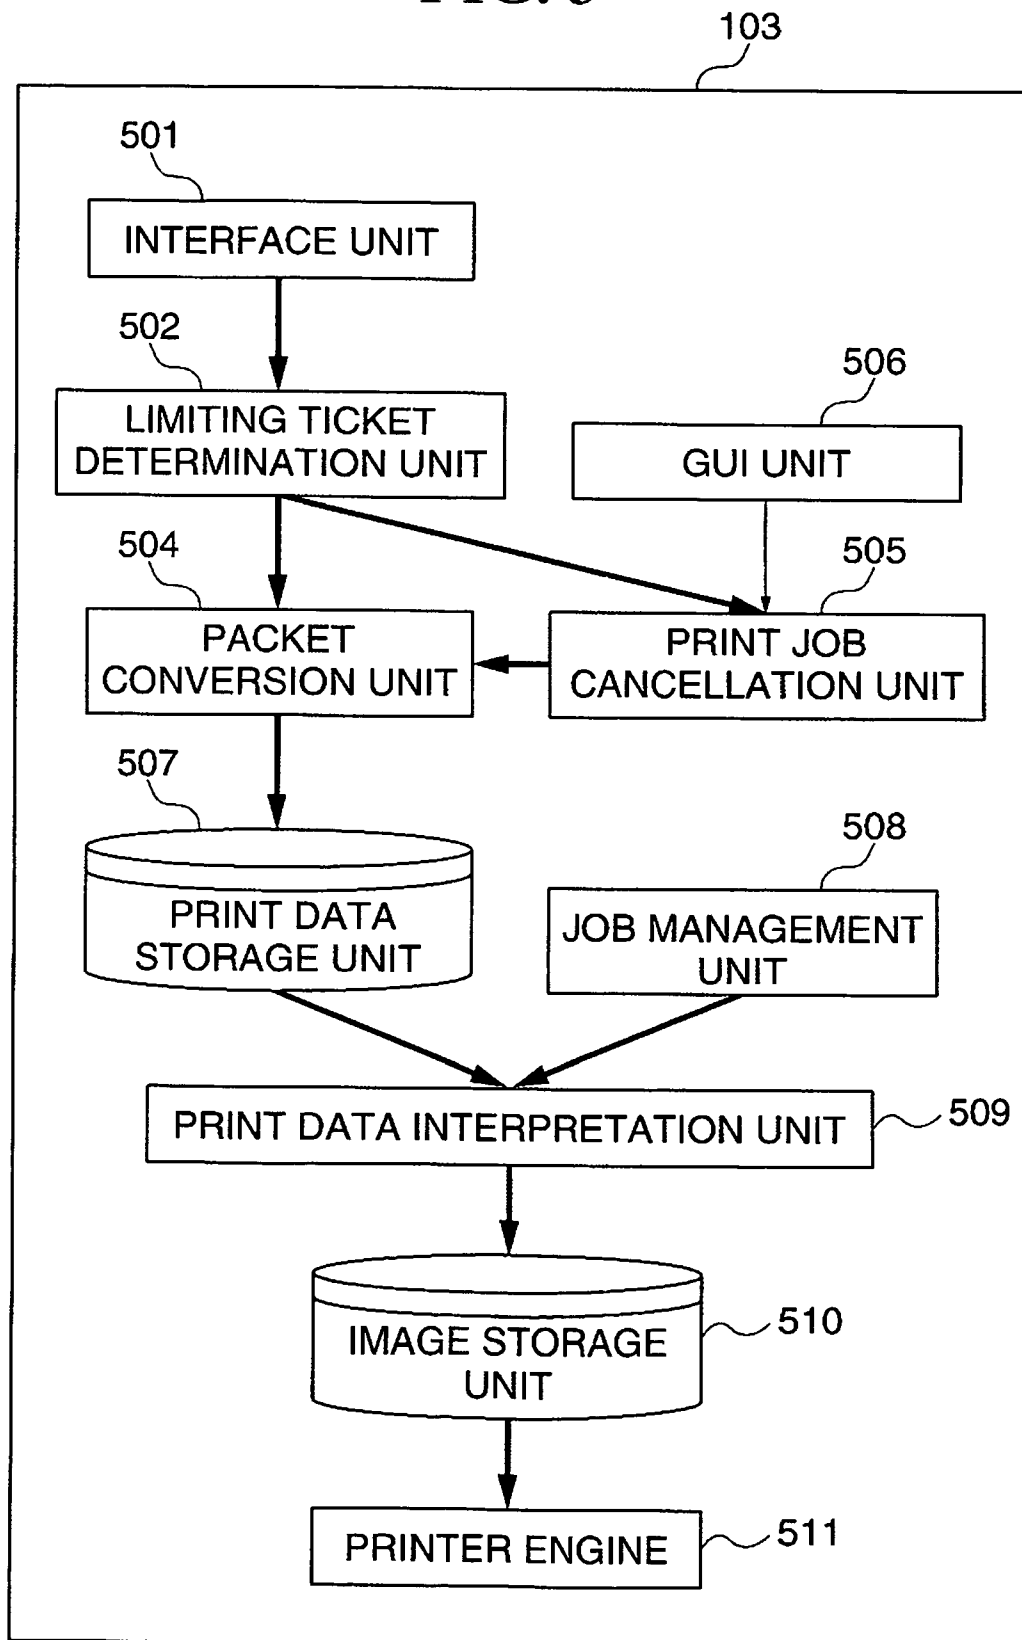 103
501
INTERFACE UNIT
502
LIMITING TICKET
DETERMINATION UNIT
506
GUI UNIT
504
PACKET
CONVERSION UNIT
505
PRINT JOB
CANCELLATION UNIT
507
PRINT DATA
STORAGE UNIT
508
JOB MANAGEMENT
UNIT
PRINT DATA INTERPRETATION UNIT
509
IMAGE STORAGE
UNIT
510
PRINTER ENGINE
511